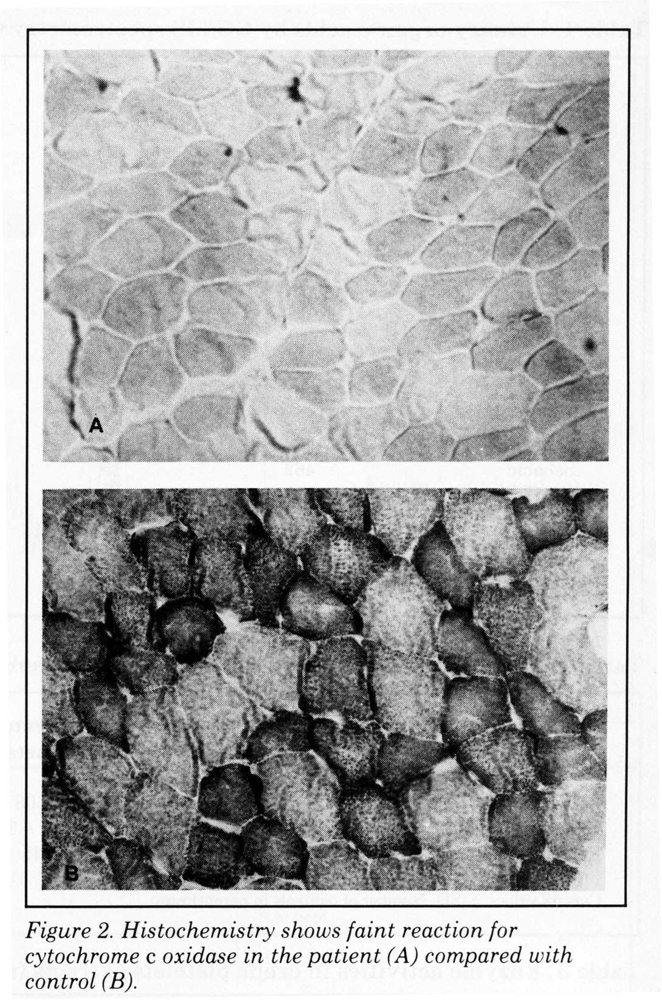 A
B
Figure 2. Histochemistry shows faint reaction for
cytochrome c oxidase in the patient (A) compared with
control (B).